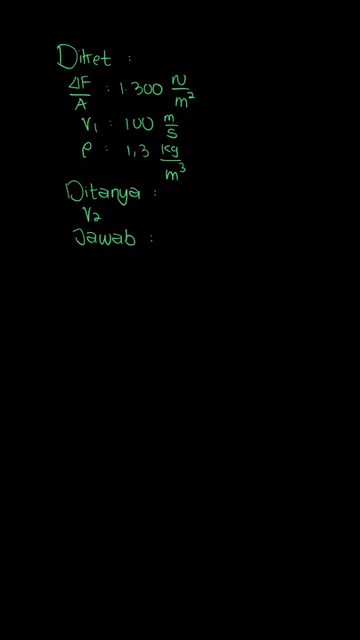 Diket :
ΔF/A : 1.300 N/m²
V₁ : 100 m/s
ρ : 1,3 kg/m³
Ditanya :
V₂
Jawab :